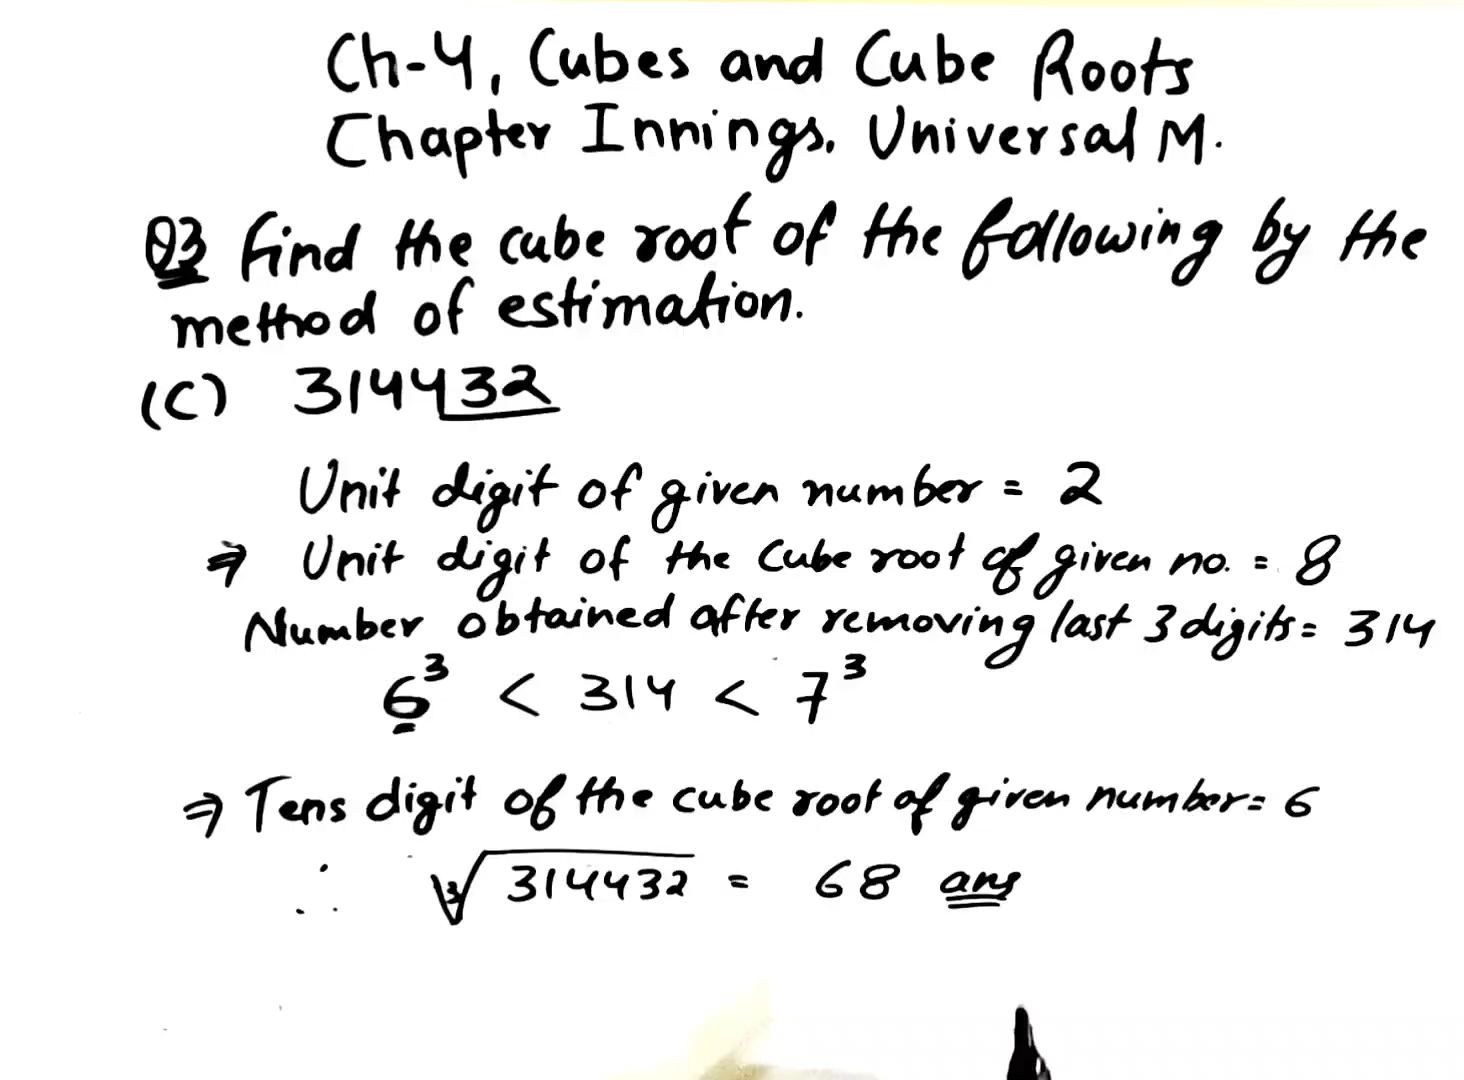 Ch-4, Cubes and Cube Roots
Chapter Innings. Universal M.
Q3 find the cube root of the following by the
method of estimation.
(C) 314432
Unit digit of given number = 2
⇒ Unit digit of the Cube root of given no. = 8
Number obtained after removing last 3 digits = 314
6³ < 314 < 7³
⇒ Tens digit of the cube root of given number = 6
∴ ∛314432 = 68 ans